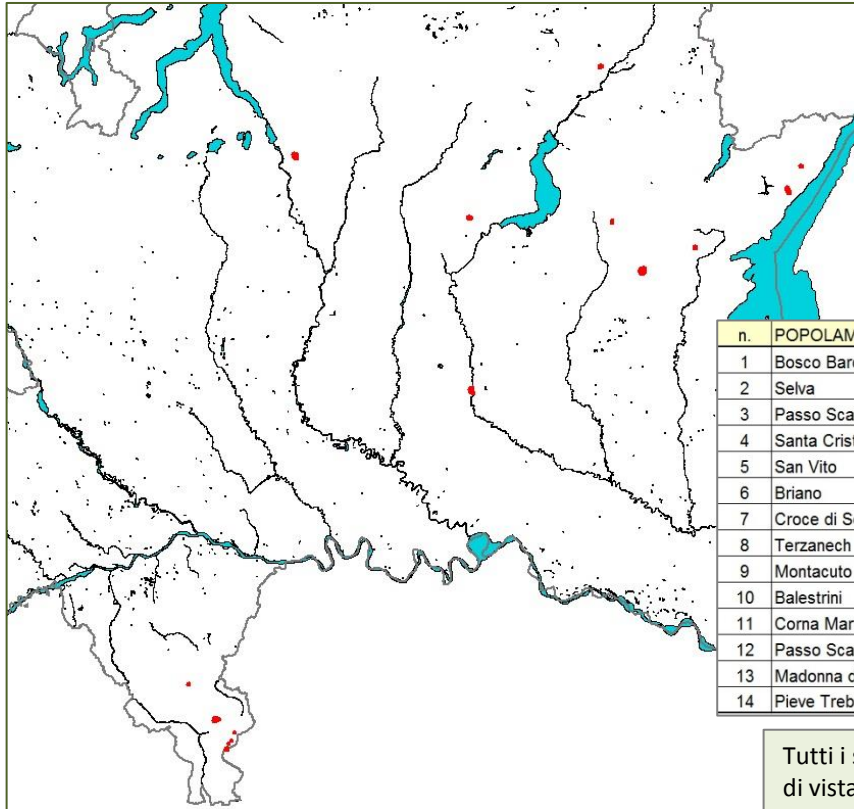 n. POPOLAM
1 Bosco Bar
2 Selva
3 Passo Sca
4 Santa Crist
5 San Vito
6 Briano
7 Croce di S
8 Terzanech
9 Montacuto
10 Balestrini
11 Corna Mar
12 Passo Sca
13 Madonna d
14 Pieve Treb
Tutti i s
di vista